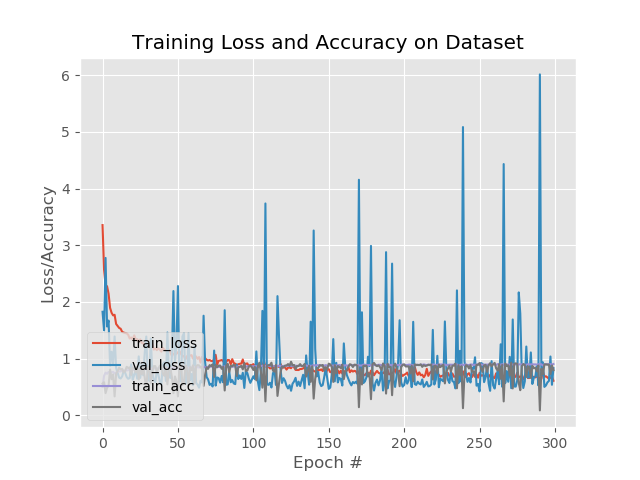 Training Loss and Accuracy on Dataset
6
5
4
3
2
1
0
Loss/Accuracy
train_loss
val_loss
train_acc
val_acc
0 50 100 150 200 250 300
Epoch #